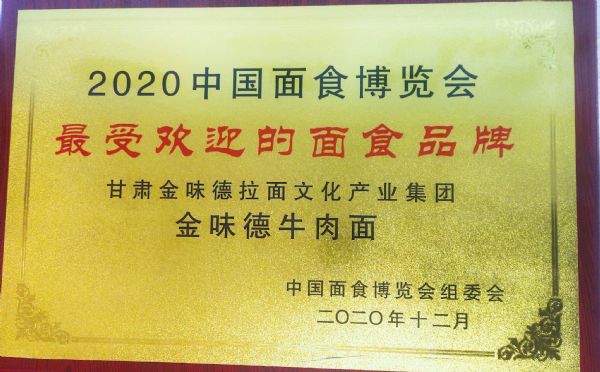 2020中国面食博览会
最受欢迎的面食品牌
甘肃金味德拉面文化产业集团
金味德牛肉面
中国面食博览会组委会
二〇二〇年十二月